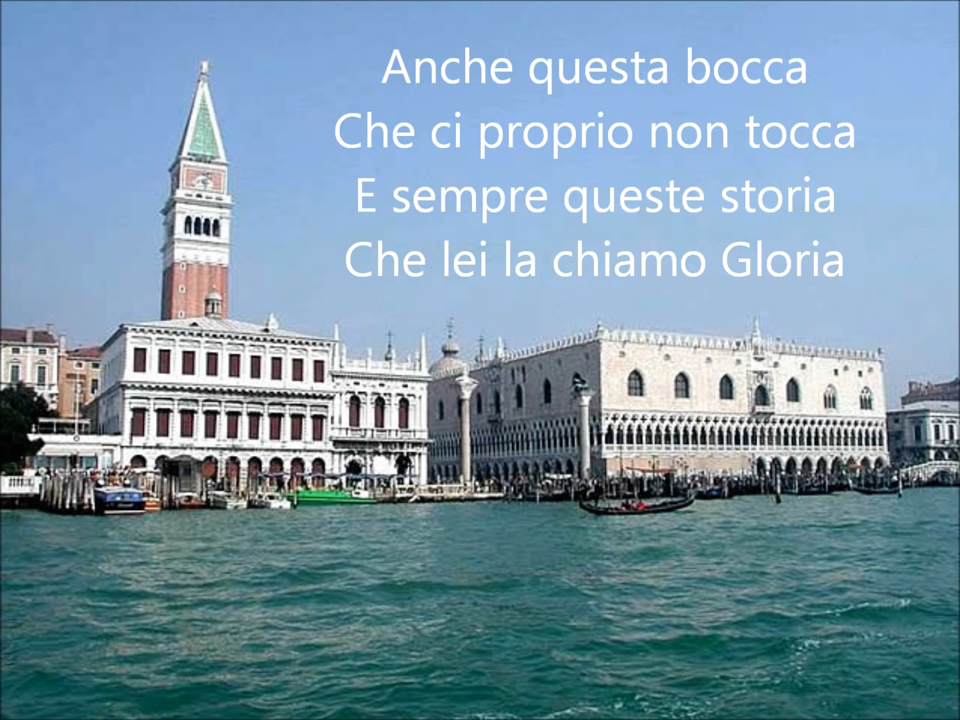 Anche questa bocca
Che ci proprio non tocca
E sempre queste storia
Che lei la chiamo Gloria